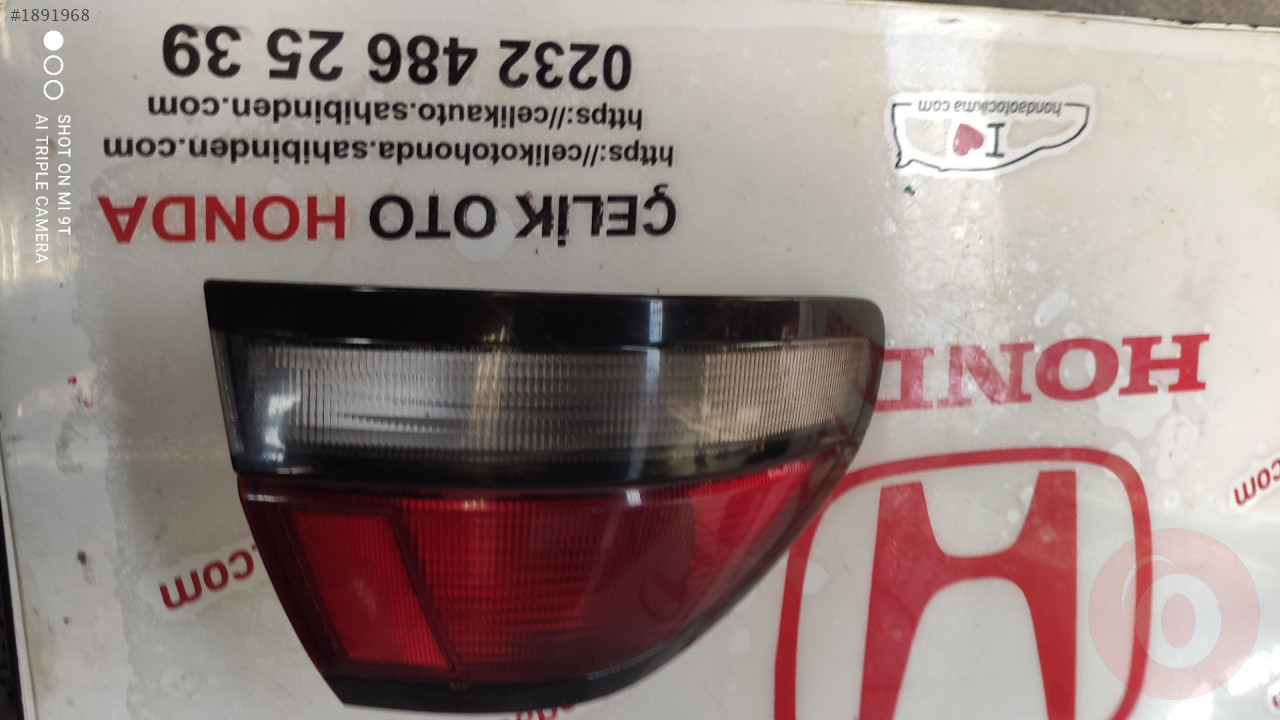 #1891968
SHOT ON MI 9T
AI TRIPLE CAMERA
ÇELİK OTO HONDA
https://celikotohonda.sahibinden.com
https://celikauto.sahibinden.com
0232 486 25 39
I
hondaotocikma com
HOND
.com
.com